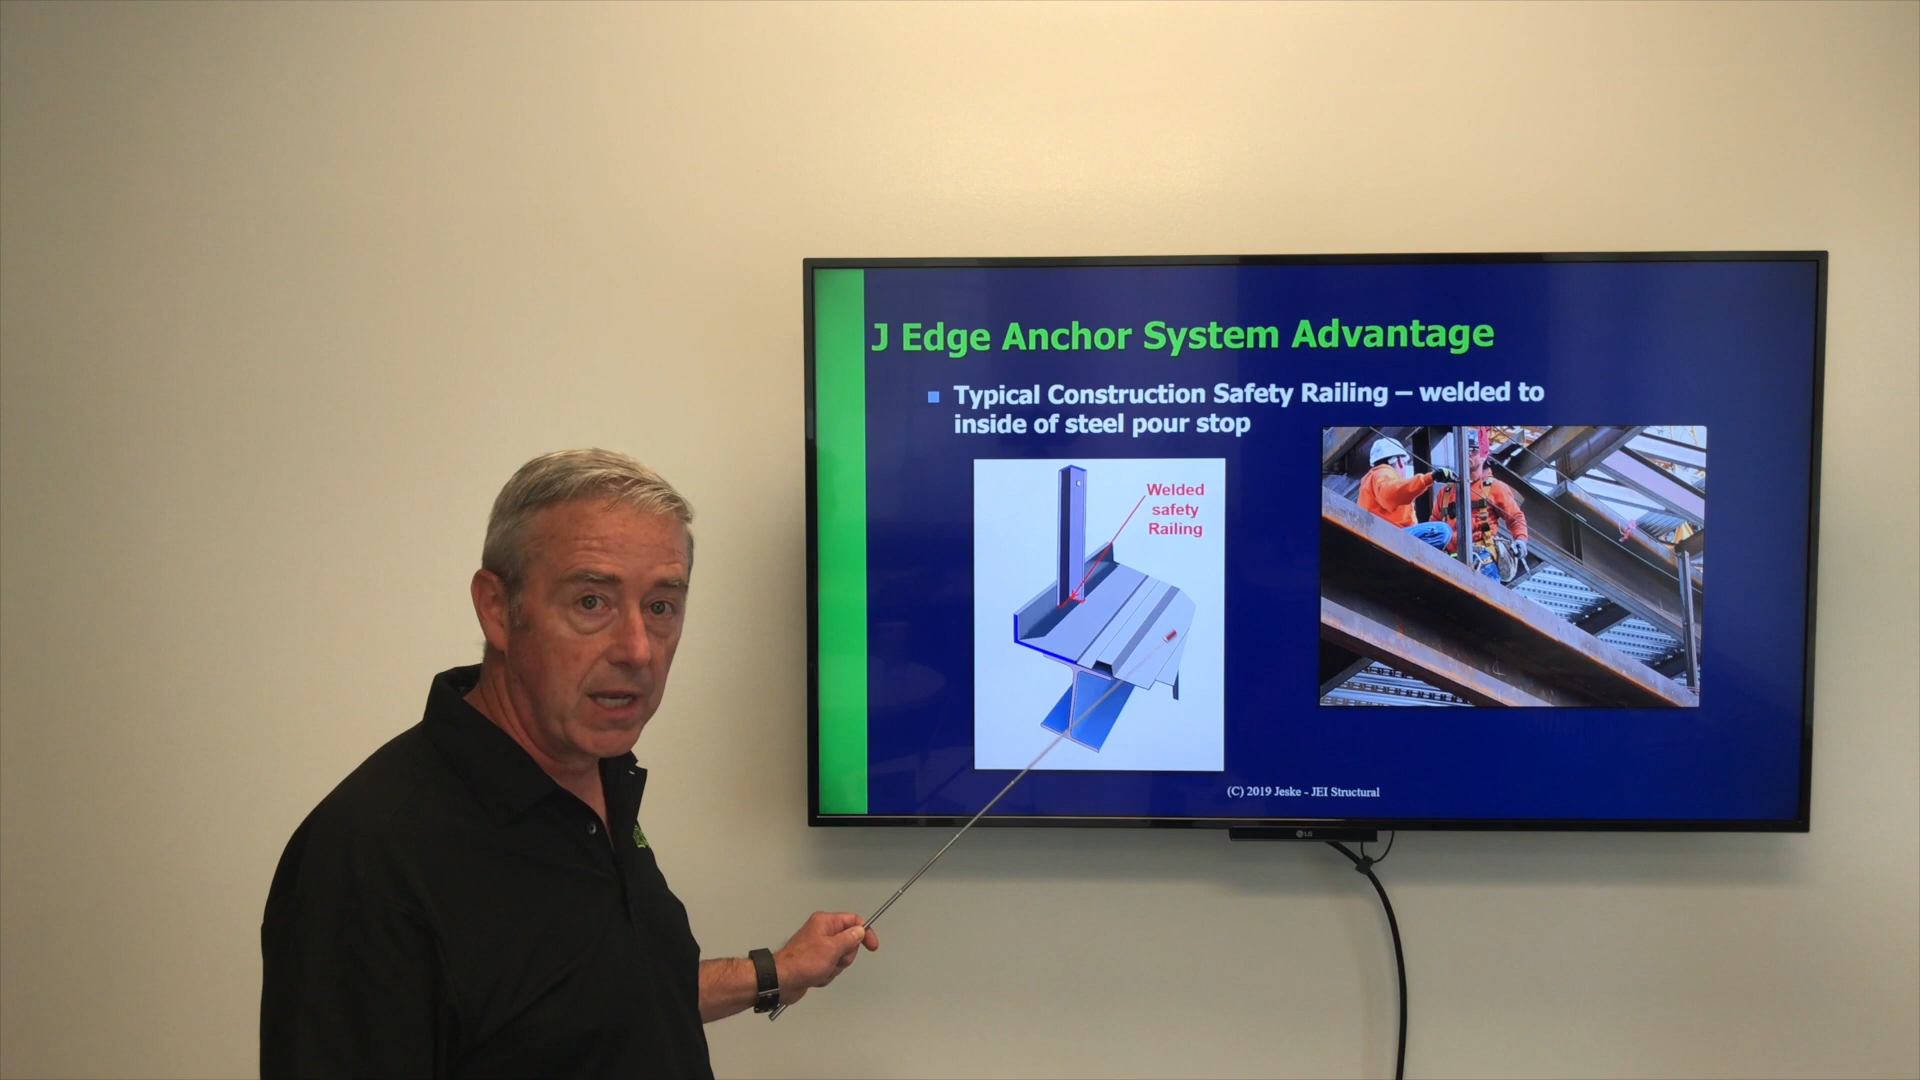 J Edge Anchor System Advantage
Typical Construction Safety Railing – welded to
inside of steel pour stop
Welded
safety
Railing
(C) 2019 Jeske - JEI Structural
LG